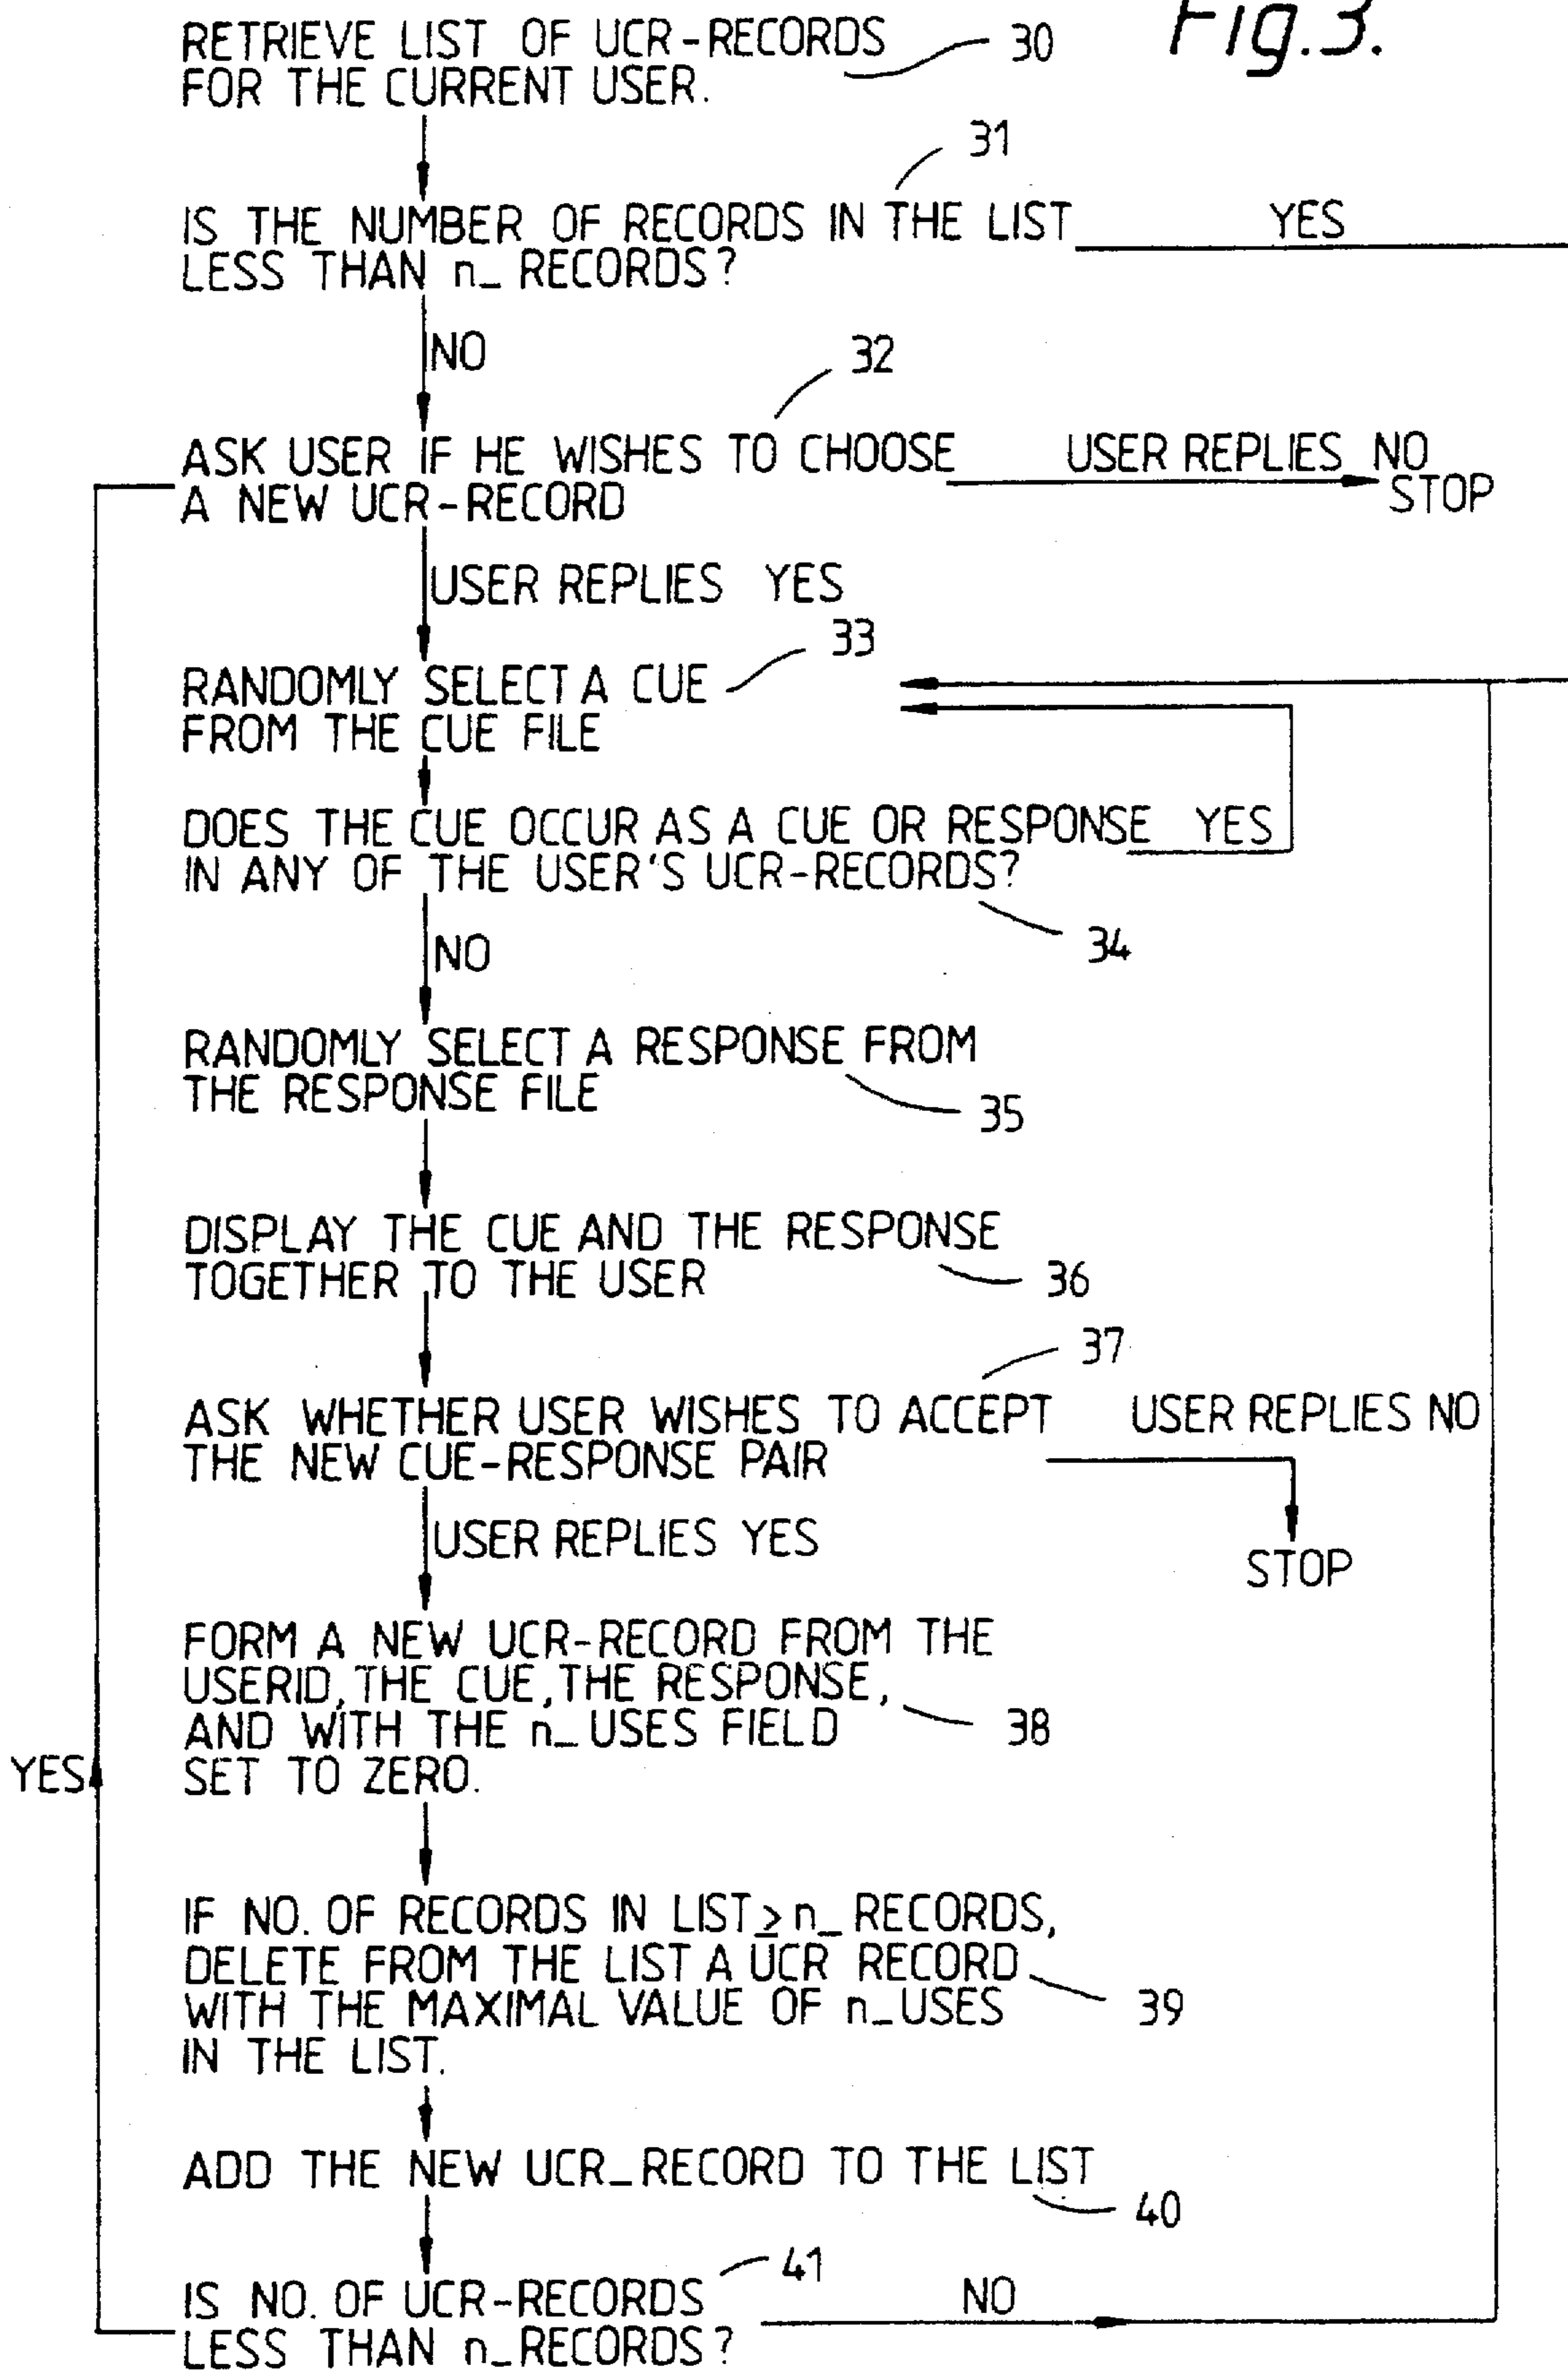 Fig.3.
RETRIEVE LIST OF UCR-RECORDS
FOR THE CURRENT USER.
30
31
IS THE NUMBER OF RECORDS IN THE LIST
LESS THAN n_ RECORDS?
YES
NO
32
ASK USER IF HE WISHES TO CHOOSE
A NEW UCR-RECORD
USER REPLIES NO
STOP
USER REPLIES YES
33
RANDOMLY SELECT A CUE
FROM THE CUE FILE
DOES THE CUE OCCUR AS A CUE OR RESPONSE
IN ANY OF THE USER'S UCR-RECORDS?
YES
34
NO
RANDOMLY SELECT A RESPONSE FROM
THE RESPONSE FILE
35
DISPLAY THE CUE AND THE RESPONSE
TOGETHER TO THE USER
36
37
ASK WHETHER USER WISHES TO ACCEPT
THE NEW CUE-RESPONSE PAIR
USER REPLIES NO
STOP
USER REPLIES YES
FORM A NEW UCR-RECORD FROM THE
USERID, THE CUE, THE RESPONSE,
AND WITH THE n_ USES FIELD
SET TO ZERO.
38
YES
IF NO. OF RECORDS IN LIST ≥ n_ RECORDS,
DELETE FROM THE LIST A UCR RECORD
WITH THE MAXIMAL VALUE OF n_USES
IN THE LIST.
39
ADD THE NEW UCR_RECORD TO THE LIST
40
41
IS NO. OF UCR-RECORDS
LESS THAN n_RECORDS?
NO